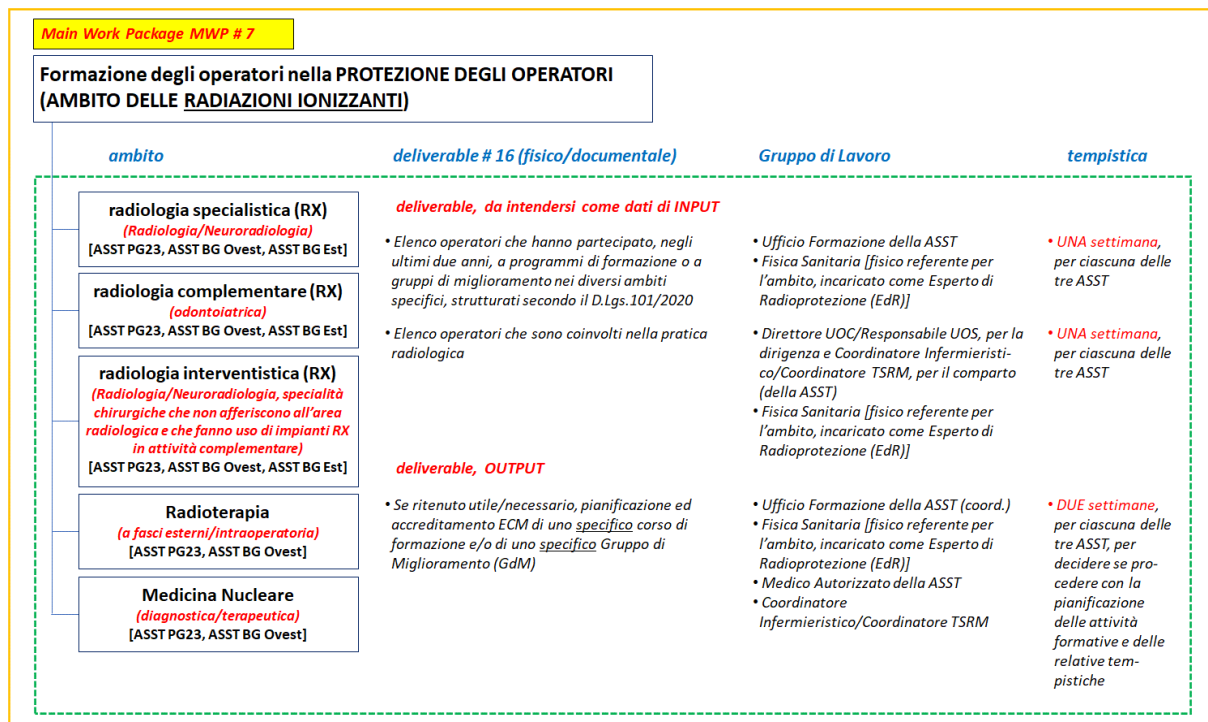 Main Work Package MWP # 7
Formazione degli operatori nella PROTEZIONE DEGLI OPERATORI
(AMBITO DELLE RADIAZIONI IONIZZANTI)
ambito
deliverable # 16 (fisico/documentale)
Gruppo di Lavoro
tempistica
radiologia specialistica (RX)
(Radiologia/Neuroradiologia)
[ASST PG23, ASST BG Ovest, ASST BG Est]
radiologia complementare (RX)
(odontoiatrica)
[ASST PG23, ASST BG Ovest, ASST BG Est]
radiologia interventistica (RX)
(Radiologia/Neuroradiologia, specialità
chirurgiche che non afferiscono all’area
radiologica e che fanno uso di impianti RX
in attività complementare)
[ASST PG23, ASST BG Ovest, ASST BG Est]
Radioterapia
(a fasci esterni/intraoperatoria)
[ASST PG23, ASST BG Ovest]
Medicina Nucleare
(diagnostica/terapeutica)
[ASST PG23, ASST BG Ovest]
deliverable, da intendersi come dati di INPUT
• Elenco operatori che hanno partecipato, negli
ultimi due anni, a programmi di formazione o a
gruppi di miglioramento nei diversi ambiti
specifici, strutturati secondo il D.Lgs.101/2020
• Ufficio Formazione della ASST
• Fisica Sanitaria [fisico referente per
l’ambito, incaricato come Esperto di
Radioprotezione (EdR)]
• UNA settimana,
per ciascuna delle
tre ASST
• Elenco operatori che sono coinvolti nella pratica
radiologica
• Direttore UOC/Responsabile UOS, per la
dirigenza e Coordinatore Infermieristi-
co/Coordinatore TSRM, per il comparto
(della ASST)
• Fisica Sanitaria [fisico referente per
l’ambito, incaricato come Esperto di
Radioprotezione (EdR)]
• UNA settimana,
per ciascuna delle
tre ASST
deliverable, OUTPUT
• Se ritenuto utile/necessario, pianificazione ed
accreditamento ECM di uno specifico corso di
formazione e/o di uno specifico Gruppo di
Miglioramento (GdM)
• Ufficio Formazione della ASST (coord.)
• Fisica Sanitaria [fisico referente per
l’ambito, incaricato come Esperto di
Radioprotezione (EdR)]
• Medico Autorizzato della ASST
• Coordinatore
Infermieristico/Coordinatore TSRM
• DUE settimane,
per ciascuna delle
tre ASST, per
decidere se pro-
cedere con la
pianificazione
delle attività
formative e delle
relative tem-
pistiche